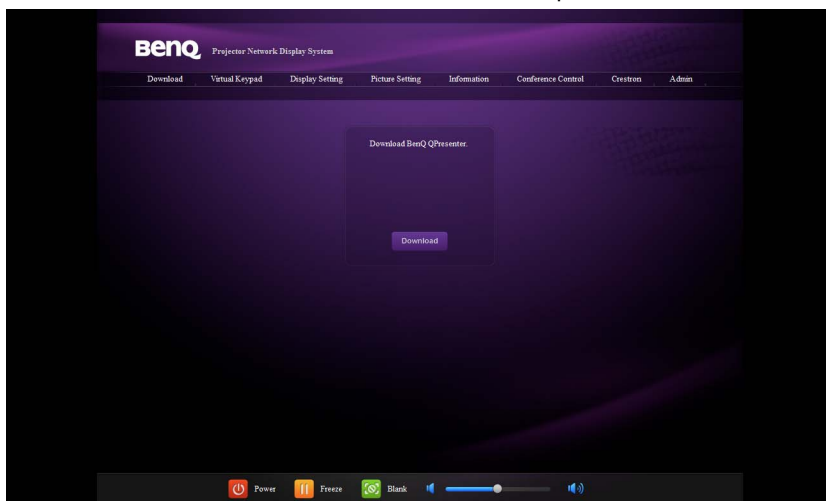 BenQ Projector Network Display System
Download Virtual Keypad Display Setting Picture Setting Information Conference Control Crestron Admin
Download BenQ QPresenter.
Download
Power Freeze Blank